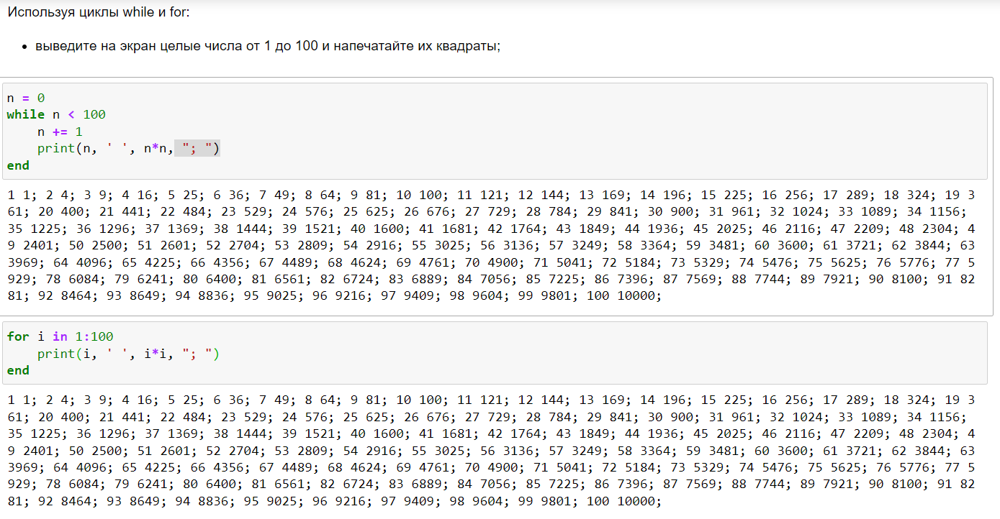 Используя циклы while и for:
• выведите на экран целые числа от 1 до 100 и напечатайте их квадраты;
n = 0
while n < 100
    n += 1
    print(n, ' ', n*n, "; ")
end
1 1; 2 4; 3 9; 4 16; 5 25; 6 36; 7 49; 8 64; 9 81; 10 100; 11 121; 12 144; 13 169; 14 196; 15 225; 16 256; 17 289; 18 324; 19 3
61; 20 400; 21 441; 22 484; 23 529; 24 576; 25 625; 26 676; 27 729; 28 784; 29 841; 30 900; 31 961; 32 1024; 33 1089; 34 1156;
35 1225; 36 1296; 37 1369; 38 1444; 39 1521; 40 1600; 41 1681; 42 1764; 43 1849; 44 1936; 45 2025; 46 2116; 47 2209; 48 2304; 4
9 2401; 50 2500; 51 2601; 52 2704; 53 2809; 54 2916; 55 3025; 56 3136; 57 3249; 58 3364; 59 3481; 60 3600; 61 3721; 62 3844; 63
3969; 64 4096; 65 4225; 66 4356; 67 4489; 68 4624; 69 4761; 70 4900; 71 5041; 72 5184; 73 5329; 74 5476; 75 5625; 76 5776; 77 5
929; 78 6084; 79 6241; 80 6400; 81 6561; 82 6724; 83 6889; 84 7056; 85 7225; 86 7396; 87 7569; 88 7744; 89 7921; 90 8100; 91 82
81; 92 8464; 93 8649; 94 8836; 95 9025; 96 9216; 97 9409; 98 9604; 99 9801; 100 10000;
for i in 1:100
    print(i, ' ', i*i, "; ")
end
1 1; 2 4; 3 9; 4 16; 5 25; 6 36; 7 49; 8 64; 9 81; 10 100; 11 121; 12 144; 13 169; 14 196; 15 225; 16 256; 17 289; 18 324; 19 3
61; 20 400; 21 441; 22 484; 23 529; 24 576; 25 625; 26 676; 27 729; 28 784; 29 841; 30 900; 31 961; 32 1024; 33 1089; 34 1156;
35 1225; 36 1296; 37 1369; 38 1444; 39 1521; 40 1600; 41 1681; 42 1764; 43 1849; 44 1936; 45 2025; 46 2116; 47 2209; 48 2304; 4
9 2401; 50 2500; 51 2601; 52 2704; 53 2809; 54 2916; 55 3025; 56 3136; 57 3249; 58 3364; 59 3481; 60 3600; 61 3721; 62 3844; 63
3969; 64 4096; 65 4225; 66 4356; 67 4489; 68 4624; 69 4761; 70 4900; 71 5041; 72 5184; 73 5329; 74 5476; 75 5625; 76 5776; 77 5
929; 78 6084; 79 6241; 80 6400; 81 6561; 82 6724; 83 6889; 84 7056; 85 7225; 86 7396; 87 7569; 88 7744; 89 7921; 90 8100; 91 82
81; 92 8464; 93 8649; 94 8836; 95 9025; 96 9216; 97 9409; 98 9604; 99 9801; 100 10000;